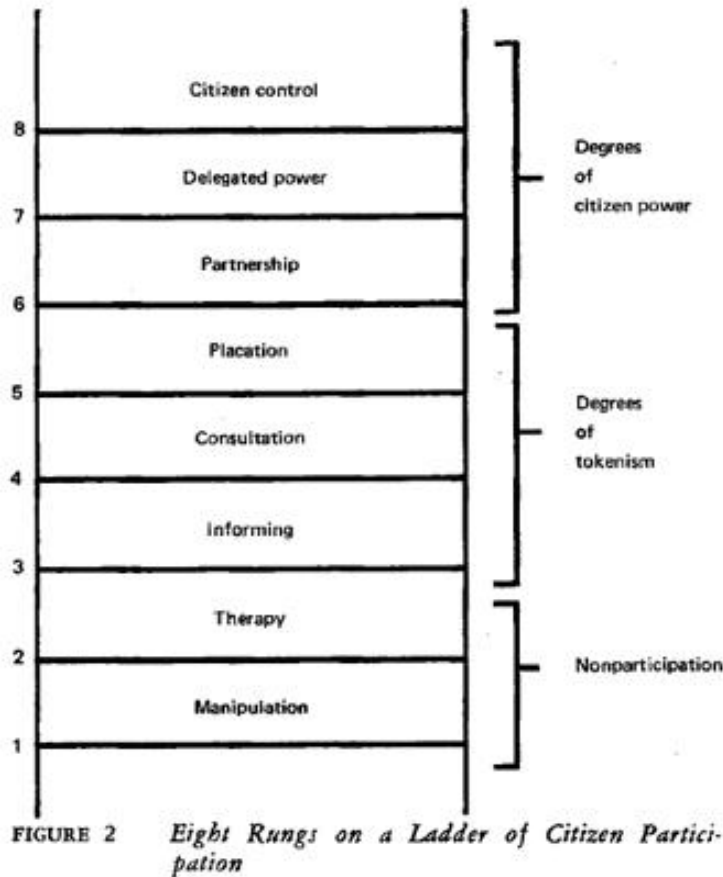 Citizen control
8
Delegated power
7
Partnership
6
Placation
5
Consultation
4
Informing
3
Therapy
2
Manipulation
1
Degrees
of
citizen power
Degrees
of
tokenism
Nonparticipation
FIGURE 2 Eight Rungs on a Ladder of Citizen Partici-
pation